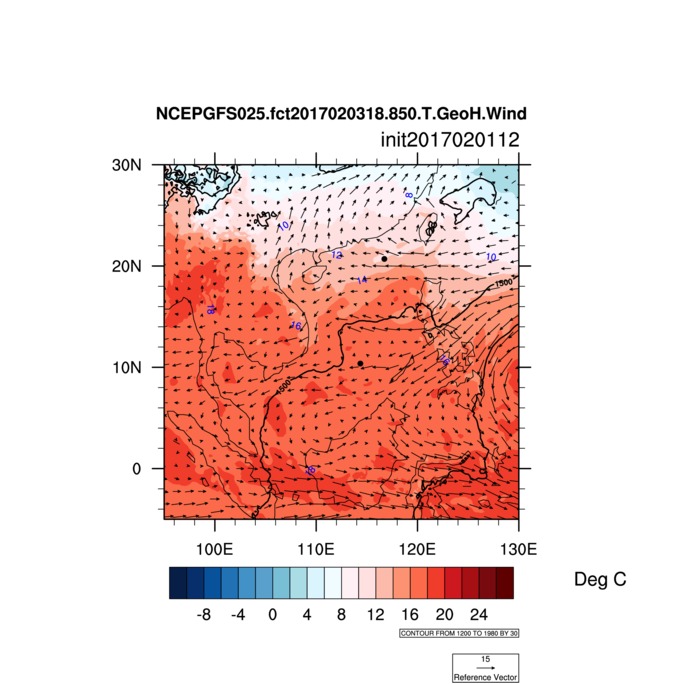 NCEPGFS025.fct2017020318.850.T.GeoH.Wind
init2017020112
30N
8
10
12
10
20N
14
1500
18
16
10N
1500
0
100E
110E
120E
130E
-8 -4 0 4 8 12 16 20 24
Deg C
CONTOUR FROM 1200 TO 1980 BY 30
15
Reference Vector